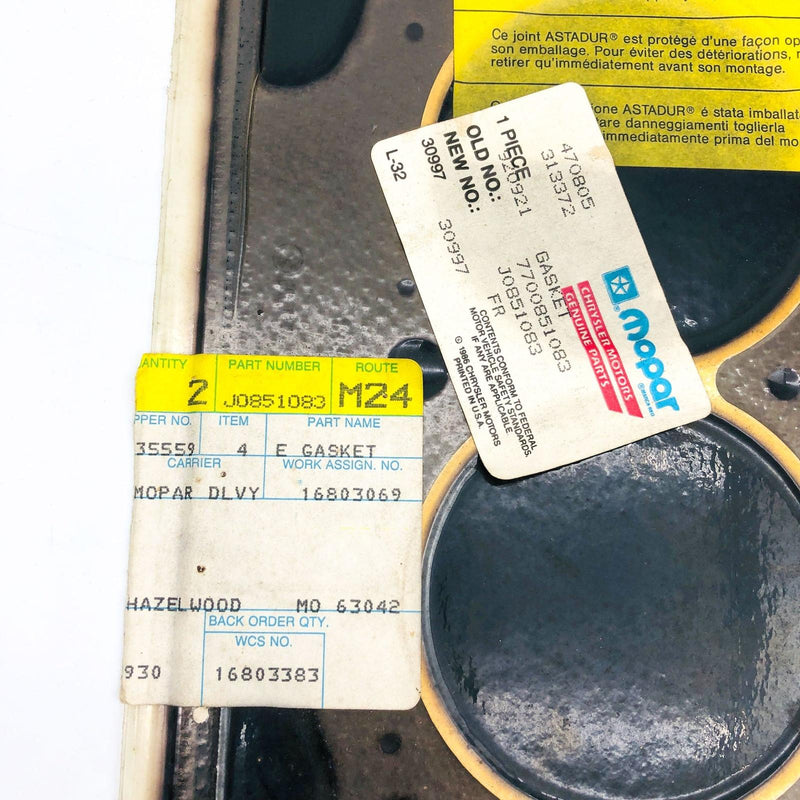 Ce joint ASTADUR® est protégé d'une façon op
son emballage. Pour éviter des détériorations,
retirer qu'immédiatement avant son montage.
ione ASTADUR® é stata imballat
are danneggiamenti toglierla
immediatamente prima del mo
470805
313372
1 PIECE
OLD NO.:
NEW NO.:
30997
L-32
30997
GASKET
7700851083
J0851083
FR
Mopar
CHRYSLER MOTORS
GENUINE PARTS
CONTENTS CONFORM TO FEDERAL
MOTOR VEHICLE SAFETY STANDARDS,
IF ANY ARE APPLICABLE
© 1986 CHRYSLER MOTORS
PRINTED IN U.S.A.
ANTITY PART NUMBER ROUTE
2 J0851083 M24
PPER NO. ITEM PART NAME
35559 4 E GASKET
CARRIER WORK ASSIGN. NO.
MOPAR DLVY 16803069
HAZELWOOD MO 63042
BACK ORDER QTY.
WCS NO.
930 16803383